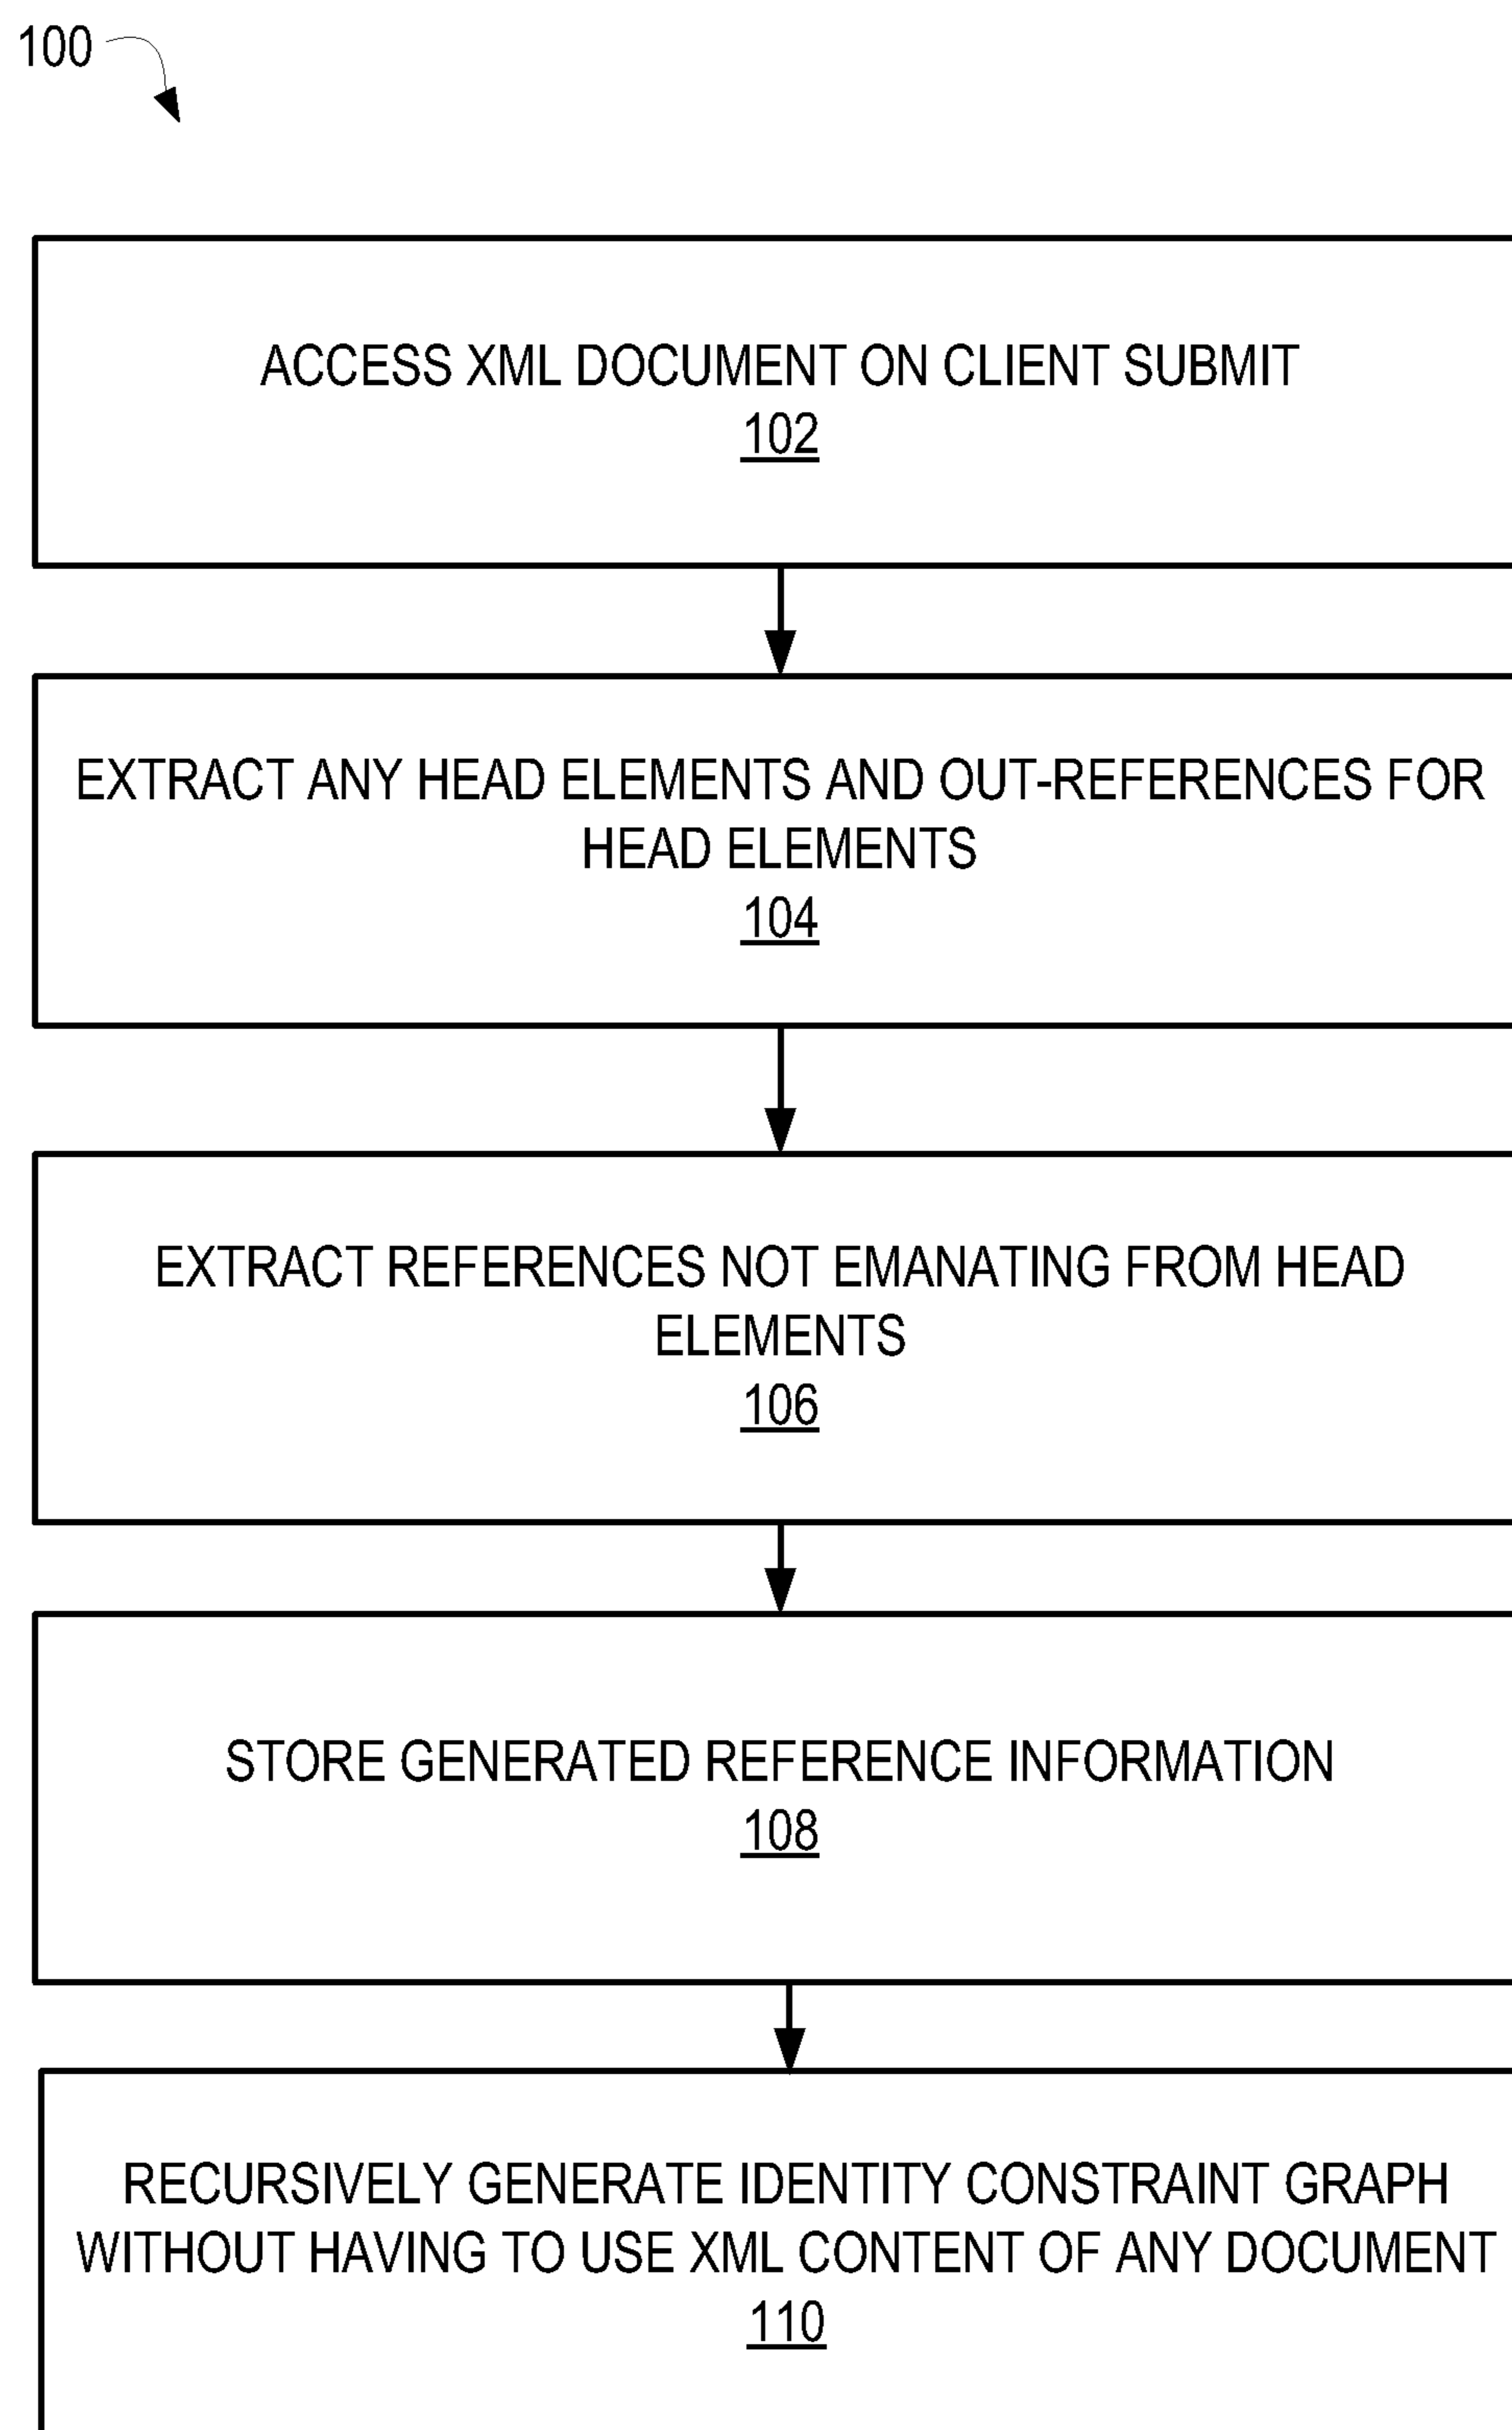 100
ACCESS XML DOCUMENT ON CLIENT SUBMIT
102
EXTRACT ANY HEAD ELEMENTS AND OUT-REFERENCES FOR
HEAD ELEMENTS
104
EXTRACT REFERENCES NOT EMANATING FROM HEAD
ELEMENTS
106
STORE GENERATED REFERENCE INFORMATION
108
RECURSIVELY GENERATE IDENTITY CONSTRAINT GRAPH
WITHOUT HAVING TO USE XML CONTENT OF ANY DOCUMENT
110